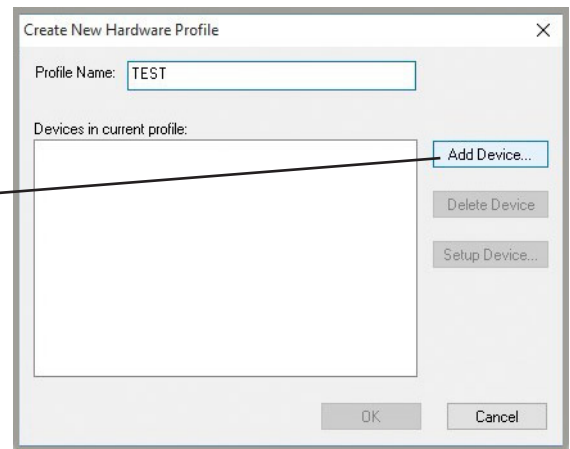 Create New Hardware Profile
Profile Name: TEST
Devices in current profile:
Add Device...
Delete Device
Setup Device...
OK Cancel